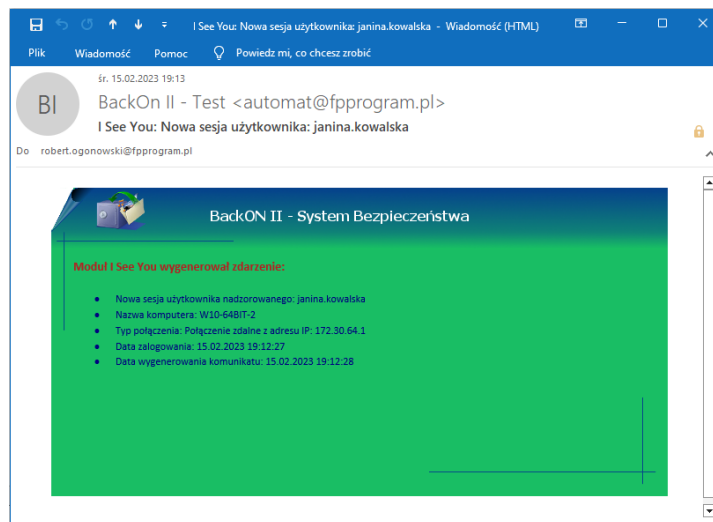 I See You: Nowa sesja użytkownika: janina.kowalska - Wiadomość (HTML)
Plik Wiadomość Pomoc Powiedz mi, co chcesz zrobić
śr. 15.02.2023 19:13
BI
BackOn II - Test <automat@fpprogram.pl>
I See You: Nowa sesja użytkownika: janina.kowalska
Do robert.ogonowski@fpprogram.pl
BackON II - System Bezpieczeństwa
Moduł I See You wygenerował zdarzenie:
• Nowa sesja użytkownika nadzorowanego: janina.kowalska
• Nazwa komputera: W10-64BIT-2
• Typ połączenia: Połączenie zdalne z adresu IP: 172.30.64.1
• Data zalogowania: 15.02.2023 19:12:27
• Data wygenerowania komunikatu: 15.02.2023 19:12:28